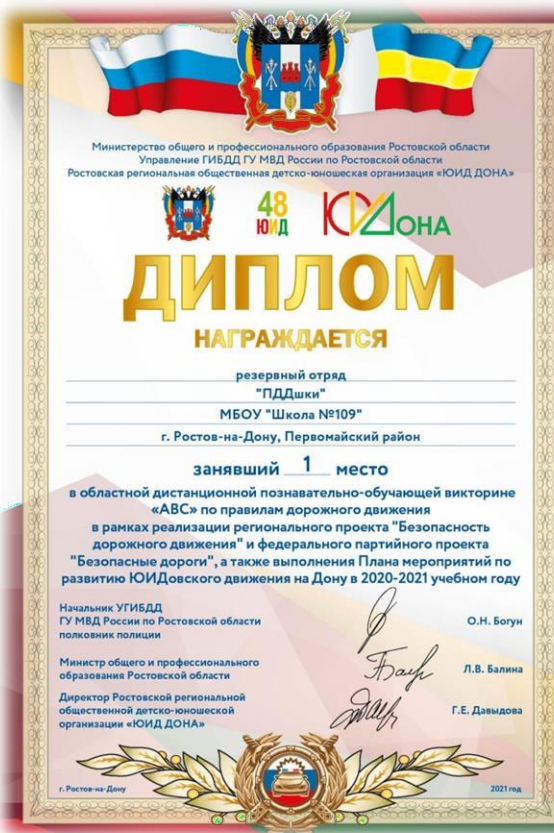 Министерство общего и профессионального образования Ростовской области
Управление ГИБДД ГУ МВД России по Ростовской области
Ростовская региональная общественная детско-юношеская организация «ЮИД ДОНА»
48
ЮИД
ЮИДОНА
ДИПЛОМ
НАГРАЖДАЕТСЯ
резервный отряд
"ПДДшки"
МБОУ "Школа №109"
г. Ростов-на-Дону, Первомайский район
занявший 1 место
в областной дистанционной познавательно-обучающей викторине
«АВС» по правилам дорожного движения
в рамках реализации регионального проекта "Безопасность
дорожного движения" и федерального партийного проекта
"Безопасные дороги", а также выполнения Плана мероприятий по
развитию ЮИДовского движения на Дону в 2020-2021 учебном году
Начальник УГИБДД
ГУ МВД России по Ростовской области
полковник полиции
О.Н. Богун
Министр общего и профессионального
образования Ростовской области
Л.В. Балина
Директор Ростовской региональной
общественной детско-юношеской
организации «ЮИД ДОНА»
Г.Е. Давыдова
г. Ростов-на-Дону
2021 год